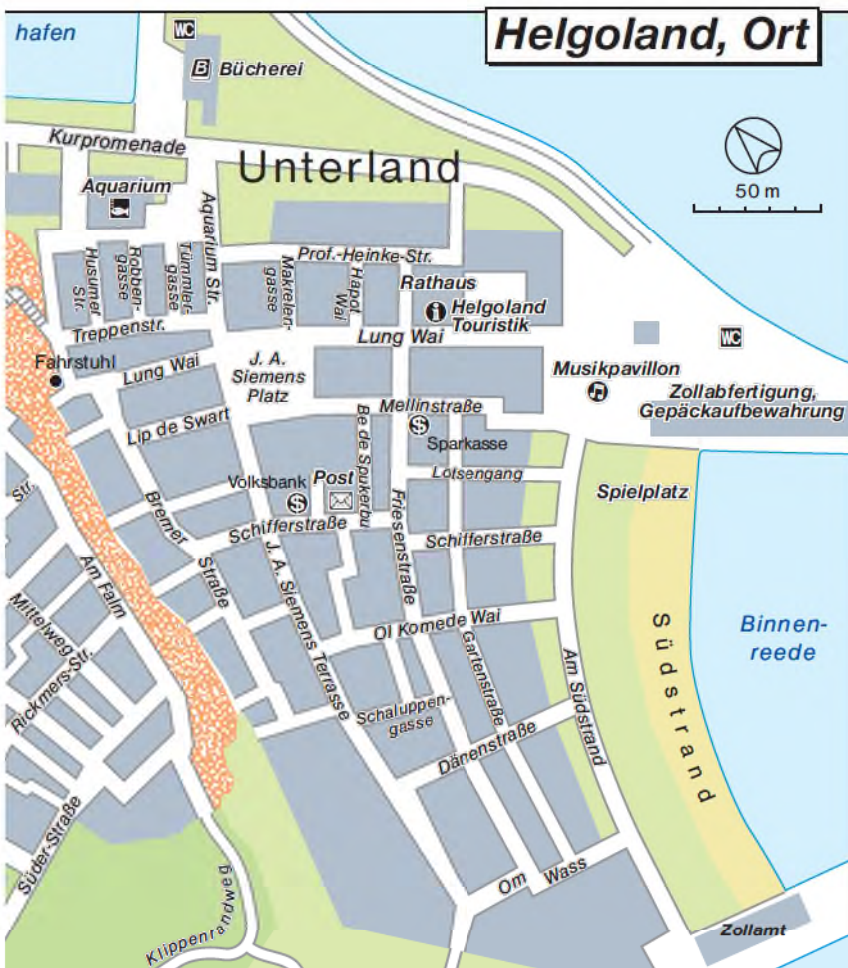 hafen
WC
Helgoland, Ort
B Bücherei
Kurpromenade
Unterland
50 m
Aquarium
Aquarium Str.
Prof.-Heinke-Str.
Husumer
Str.
Robben-
gasse
Tümmler-
gasse
Makrelen-
gasse
Hapot
Wai
Rathaus
i Helgoland
Touristik
Treppenstr.
Lung Wai
WC
Fahrstuhl
Lung Wai
J. A.
Siemens
Platz
Musikpavillon
Zollabfertigung,
Gepäckaufbewahrung
Lip de Swart
Mellinstraße
$
Sparkasse
Be de Spukerbu
Volksbank
$
Post
Lotsengang
Spielplatz
Str.
Bremer
Straße
Schifferstraße
Friesenstraße
Schifferstraße
Am Falm
J. A. Siemens Terrasse
Mittelweg
Rickmers-Str.
Ol Komede Wai
Gartenstraße
Am Südstrand
Südstrand
Binnen-
reede
Schaluppen-
gasse
Dänenstraße
Süder-Straße
Om Wass
Klippenrandweg
Zollamt